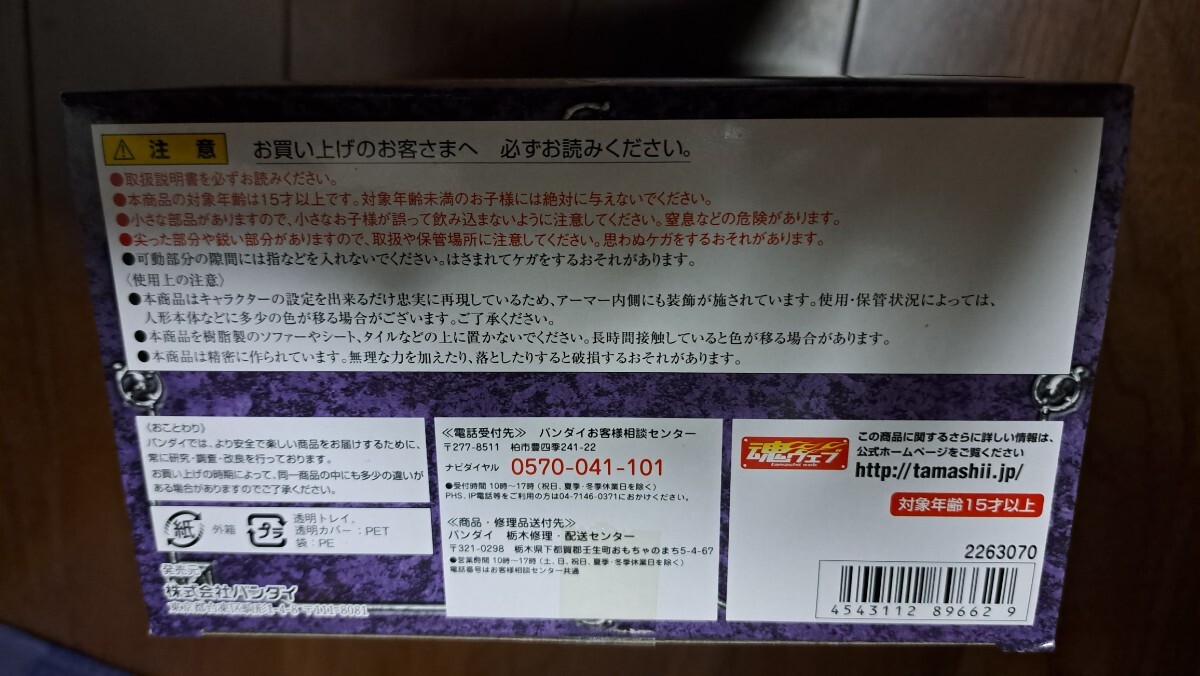 注意 お買い上げのお客さまへ 必ずお読みください。
●取扱説明書を必ずお読みください。
●本商品の対象年齢は15才以上です。対象年齢未満のお子様には絶対に与えないでください。
●小さな部品がありますので、小さなお子様が誤って飲み込まないように注意してください。窒息などの危険があります。
●尖った部分や鋭い部分がありますので、取扱や保管場所に注意してください。思わぬケガをするおそれがあります。
●可動部分の隙間には指などを入れないでください。はさまれてケガをするおそれがあります。
〈使用上の注意〉
●本商品はキャラクターの設定を出来るだけ忠実に再現しているため、アーマー内側にも装飾が施されています。使用・保管状況によっては、
人形本体などに多少の色が移る場合がございます。ご了承ください。
●本商品を樹脂製のソファーやシート、タイルなどの上に置かないでください。長時間接触していると色が移る場合があります。
●本商品は精密に作られています。無理な力を加えたり、落としたりすると破損するおそれがあります。
《おことわり》
バンダイでは、より安全で楽しい商品をお届けするために、
常に研究・調査・改良を行っております。
お買い上げの時期によって、同一商品の中にも多少の違いが
ある場合がありますのでご了承ください。
紙 外箱 プラ 透明トレイ、
透明カバー：PET
袋：PE
発売元
株式会社バンダイ
東京都台東区駒形1-4-8 〒111-8081
≪電話受付先≫ バンダイお客様相談センター
〒277-8511 柏市豊四季241-22
ナビダイヤル 0570-041-101
●受付時間 10時～17時(祝日、夏季・冬季休業日を除く)
PHS、IP電話等をご利用の方は04-7146-0371におかけください。
≪商品・修理品送付先≫
バンダイ 栃木修理・配送センター
〒321-0298 栃木県下都賀郡壬生町おもちゃのまち5-4-67
●営業時間 10時～17時(土、日、祝日、夏季・冬季休業日を除く)
電話番号はお客様相談センター共通
魂ウェブ
tamashii web
この商品に関するさらに詳しい情報は、
公式ホームページをご覧ください
http://tamashii.jp/
対象年齢15才以上
2263070
4543112 89662 9